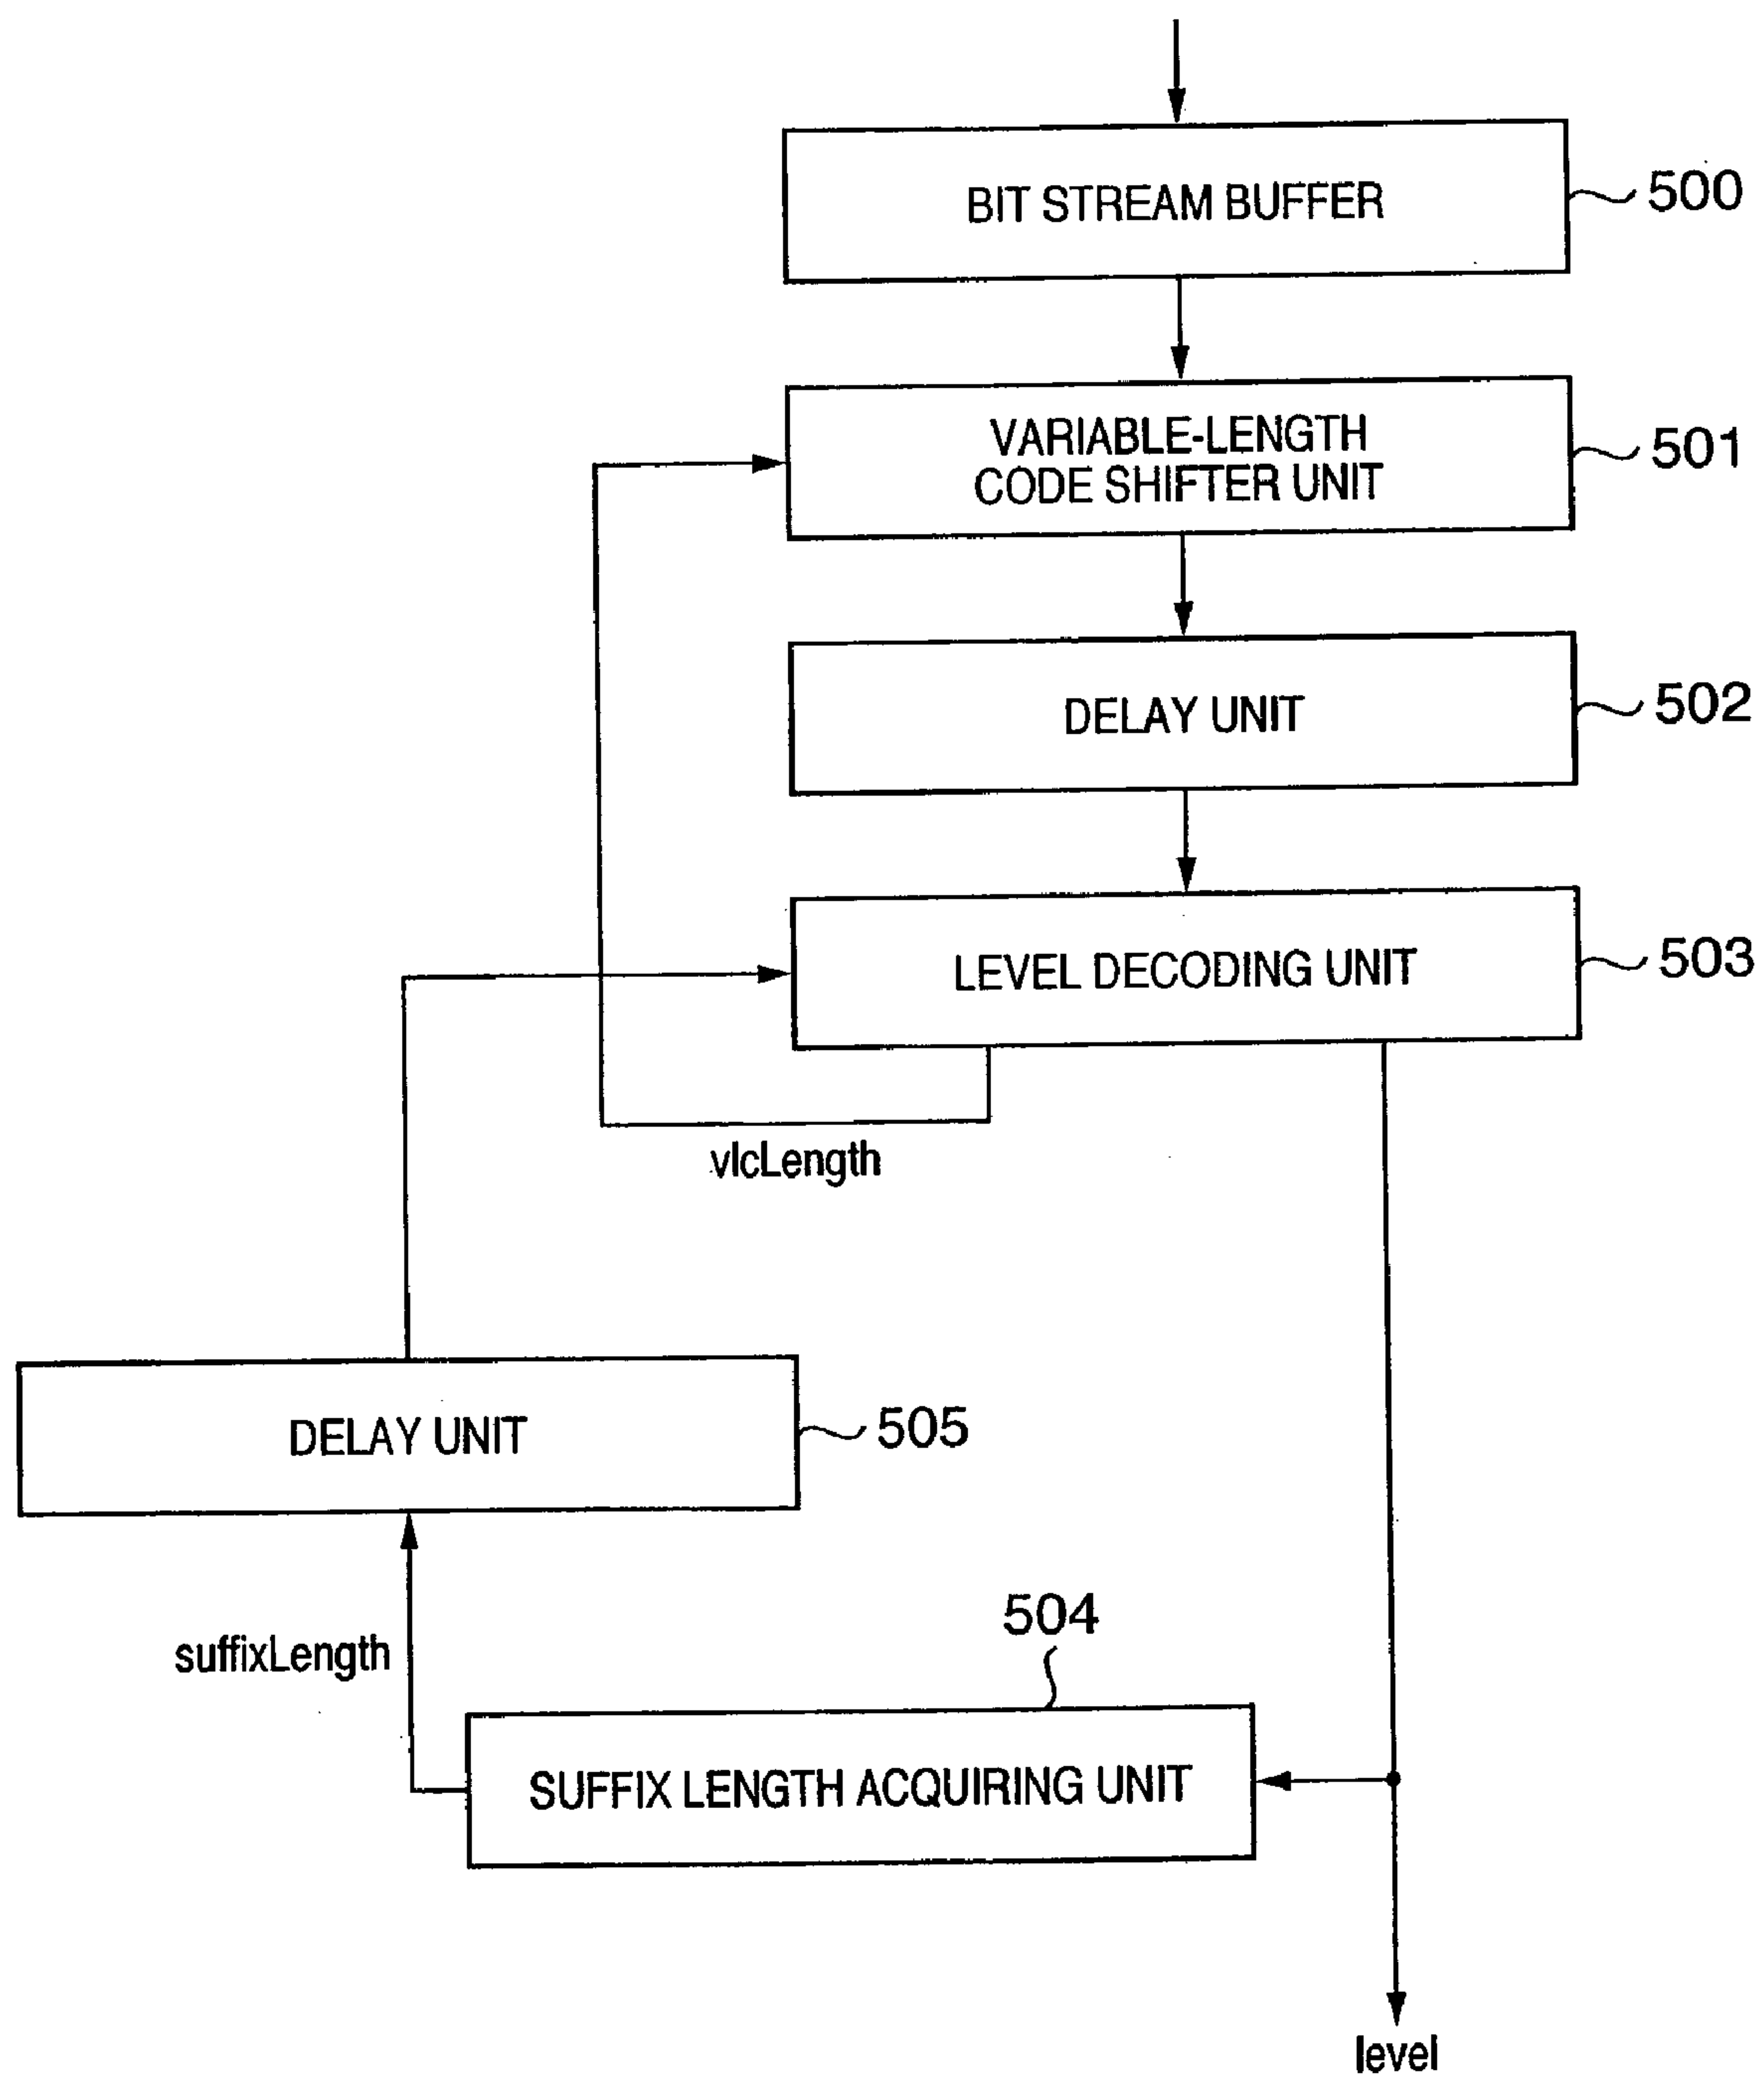 BIT STREAM BUFFER
500
VARIABLE-LENGTH
CODE SHIFTER UNIT
501
DELAY UNIT
502
LEVEL DECODING UNIT
503
vlcLength
DELAY UNIT
505
504
suffixLength
SUFFIX LENGTH ACQUIRING UNIT
level